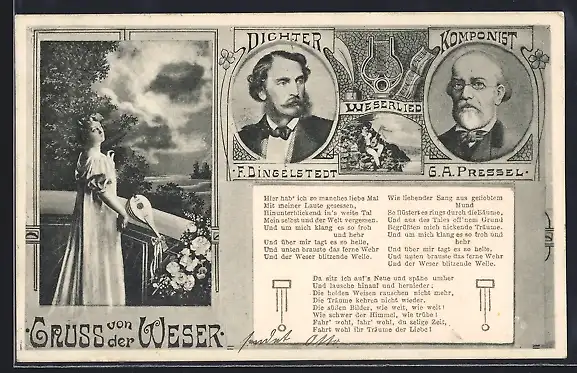 DICHTER
KOMPONIST
WESERLIED
F. DINGELSTEDT
G. A. PRESSEL
Hier hab' ich so manches liebe Mal
Mit meiner Laute gesessen,
Hinunterblickend in's weite Tal
Mein selbst und der Welt vergessen.
Und um mich klang es so froh
und hehr
Und über mir tagt es so helle,
Und unten brauste das ferne Wehr
Und der Weser blitzende Welle.
Wie liebender Sang aus geliebtem
Mund
So flüstert es rings durch die Bäume,
Und aus des Tales off'nem Grund
Begrüßten mich nickende Träume.
Und um mich klang es so froh und
hehr
Und über mir tagt es so helle,
Und unten brauste das ferne Wehr
Und der Weser blitzende Welle.
Da sitz ich auf's Neue und spähe umher
Und lausche hinauf und hernieder;
Die holden Weisen rauschen nicht mehr,
Die Träume kehren nicht wieder.
Die süßen Bilder, wie weit, wie weit!
Wie schwer der Himmel, wie trübe!
Fahr' wohl, fahr' wohl, du selige Zeit,
Fahrt wohl ihr Träume der Liebe!
GRUSS von der WESER
sendet Otto